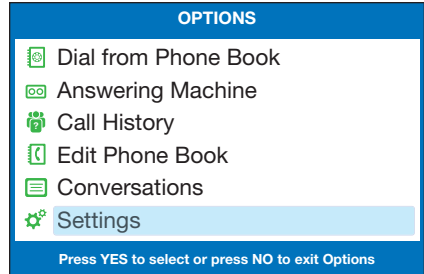 OPTIONS
Dial from Phone Book
Answering Machine
Call History
Edit Phone Book
Conversations
Settings
Press YES to select or press NO to exit Options